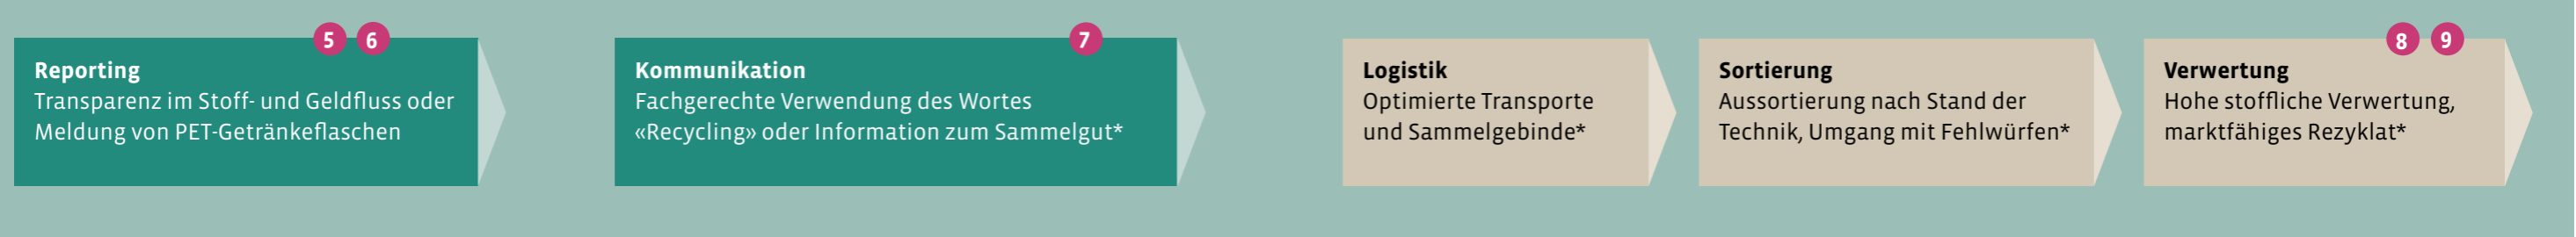 5 6
Reporting
Transparenz im Stoff- und Geldfluss oder
Meldung von PET-Getränkeflaschen
7
Kommunikation
Fachgerechte Verwendung des Wortes
«Recycling» oder Information zum Sammelgut*
Logistik
Optimierte Transporte
und Sammelgebinde*
Sortierung
Aussortierung nach Stand der
Technik, Umgang mit Fehlwürfen*
8 9
Verwertung
Hohe stoffliche Verwertung,
marktfähiges Rezyklat*